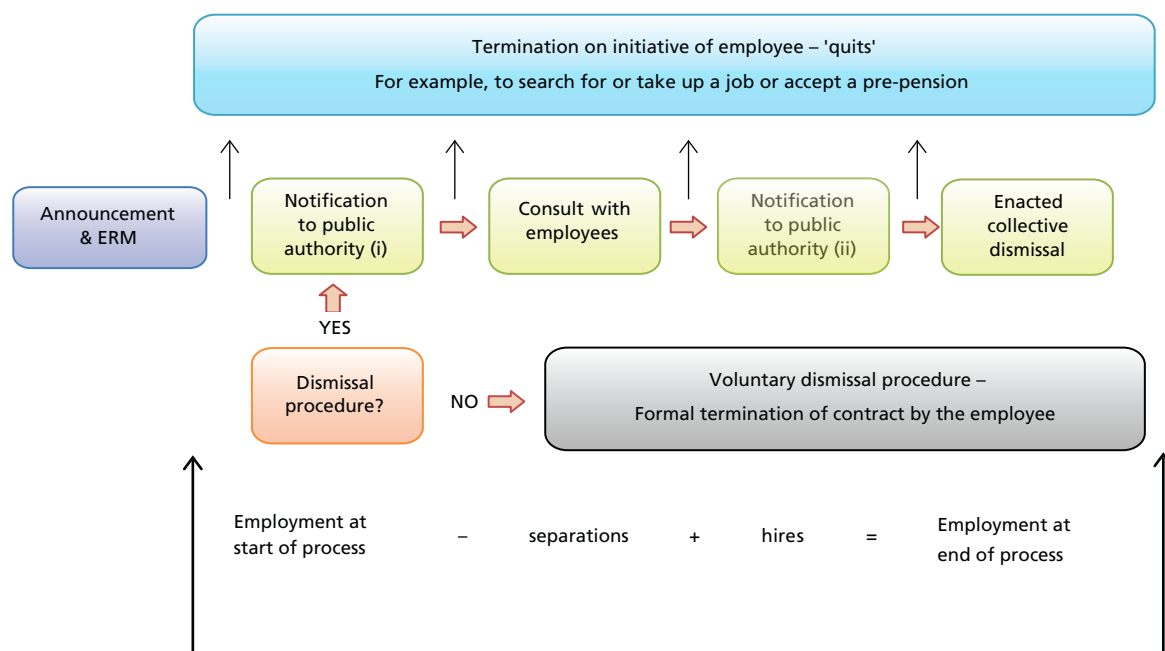 Termination on initiative of employee – 'quits'
For example, to search for or take up a job or accept a pre-pension
Announcement
& ERM
Notification
to public
authority (i)
Consult with
employees
Notification
to public
authority (ii)
Enacted
collective
dismissal
YES
Dismissal
procedure?
NO
Voluntary dismissal procedure –
Formal termination of contract by the employee
Employment at
start of process
– separations + hires =
Employment at
end of process